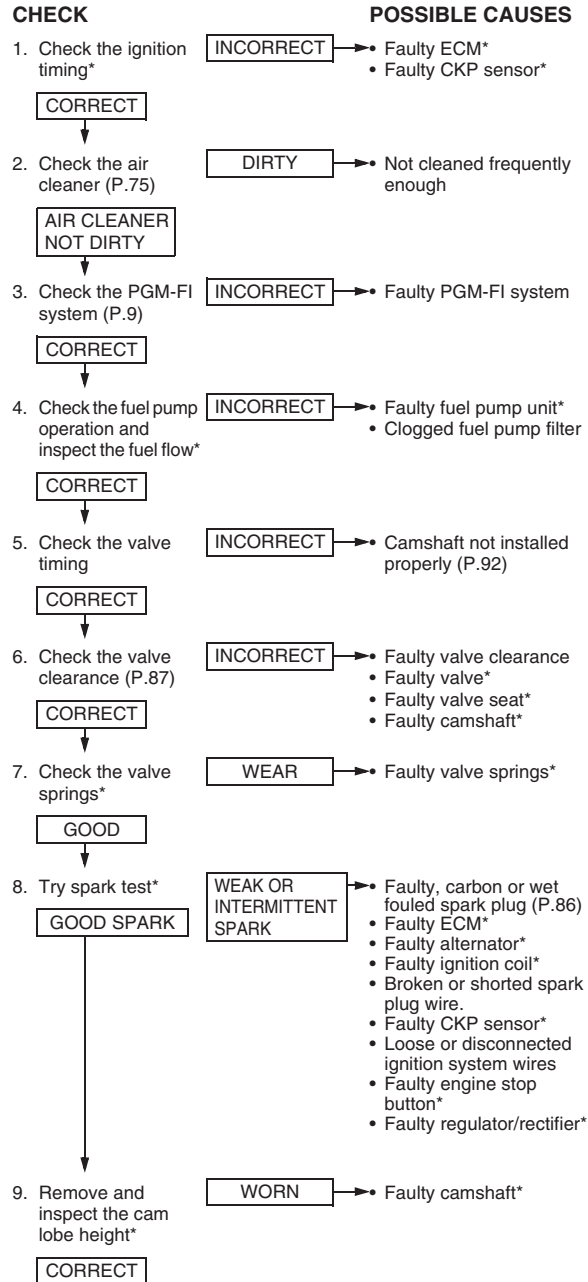 CHECK
POSSIBLE CAUSES
1. Check the ignition
timing*
INCORRECT
• Faulty ECM*
• Faulty CKP sensor*
CORRECT
2. Check the air
cleaner (P.75)
DIRTY
• Not cleaned frequently
enough
AIR CLEANER
NOT DIRTY
3. Check the PGM-FI
system (P.9)
INCORRECT
• Faulty PGM-FI system
CORRECT
4. Check the fuel pump
operation and
inspect the fuel flow*
INCORRECT
• Faulty fuel pump unit*
• Clogged fuel pump filter
CORRECT
5. Check the valve
timing
INCORRECT
• Camshaft not installed
properly (P.92)
CORRECT
6. Check the valve
clearance (P.87)
INCORRECT
• Faulty valve clearance
• Faulty valve*
• Faulty valve seat*
• Faulty camshaft*
CORRECT
7. Check the valve
springs*
WEAR
• Faulty valve springs*
GOOD
8. Try spark test*
WEAK OR
INTERMITTENT
SPARK
• Faulty, carbon or wet
fouled spark plug (P.86)
• Faulty ECM*
• Faulty alternator*
• Faulty ignition coil*
• Broken or shorted spark
plug wire.
• Faulty CKP sensor*
• Loose or disconnected
ignition system wires
• Faulty engine stop
button*
• Faulty regulator/rectifier*
GOOD SPARK
9. Remove and
inspect the cam
lobe height*
WORN
• Faulty camshaft*
CORRECT